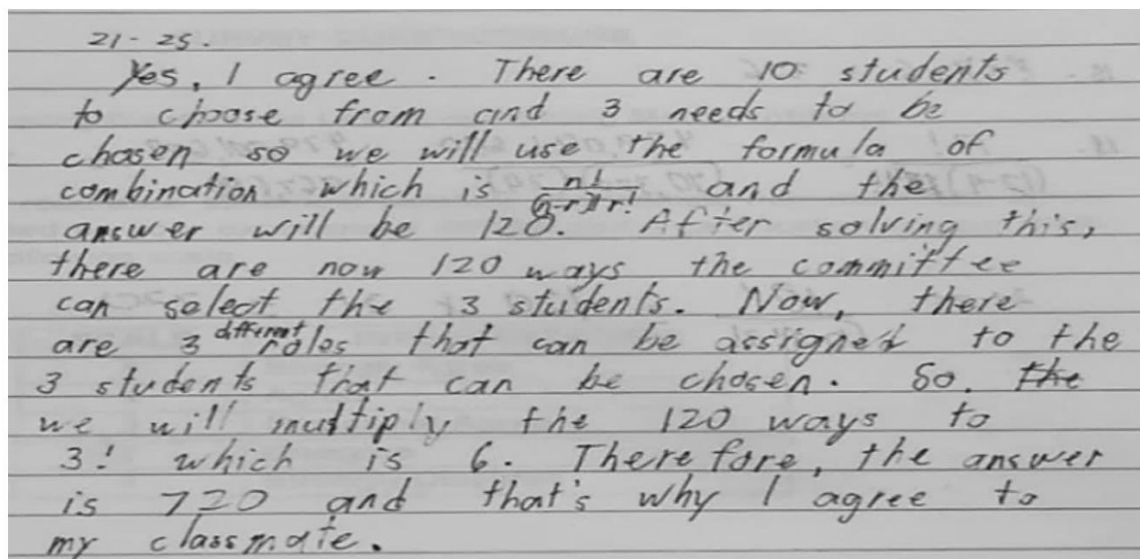 21 - 25.
Yes, I agree. There are 10 students
to choose from and 3 needs to be
chosen so we will use the formula of
combination which is n!/(n-r)!r! and the
answer will be 120. After solving this,
there are now 120 ways the committee
can select the 3 students. Now, there
are 3 different roles that can be assigned to the
3 students that can be chosen. So, the
we will multiply the 120 ways to
3! which is 6. Therefore, the answer
is 720 and that's why I agree to
my classmate.